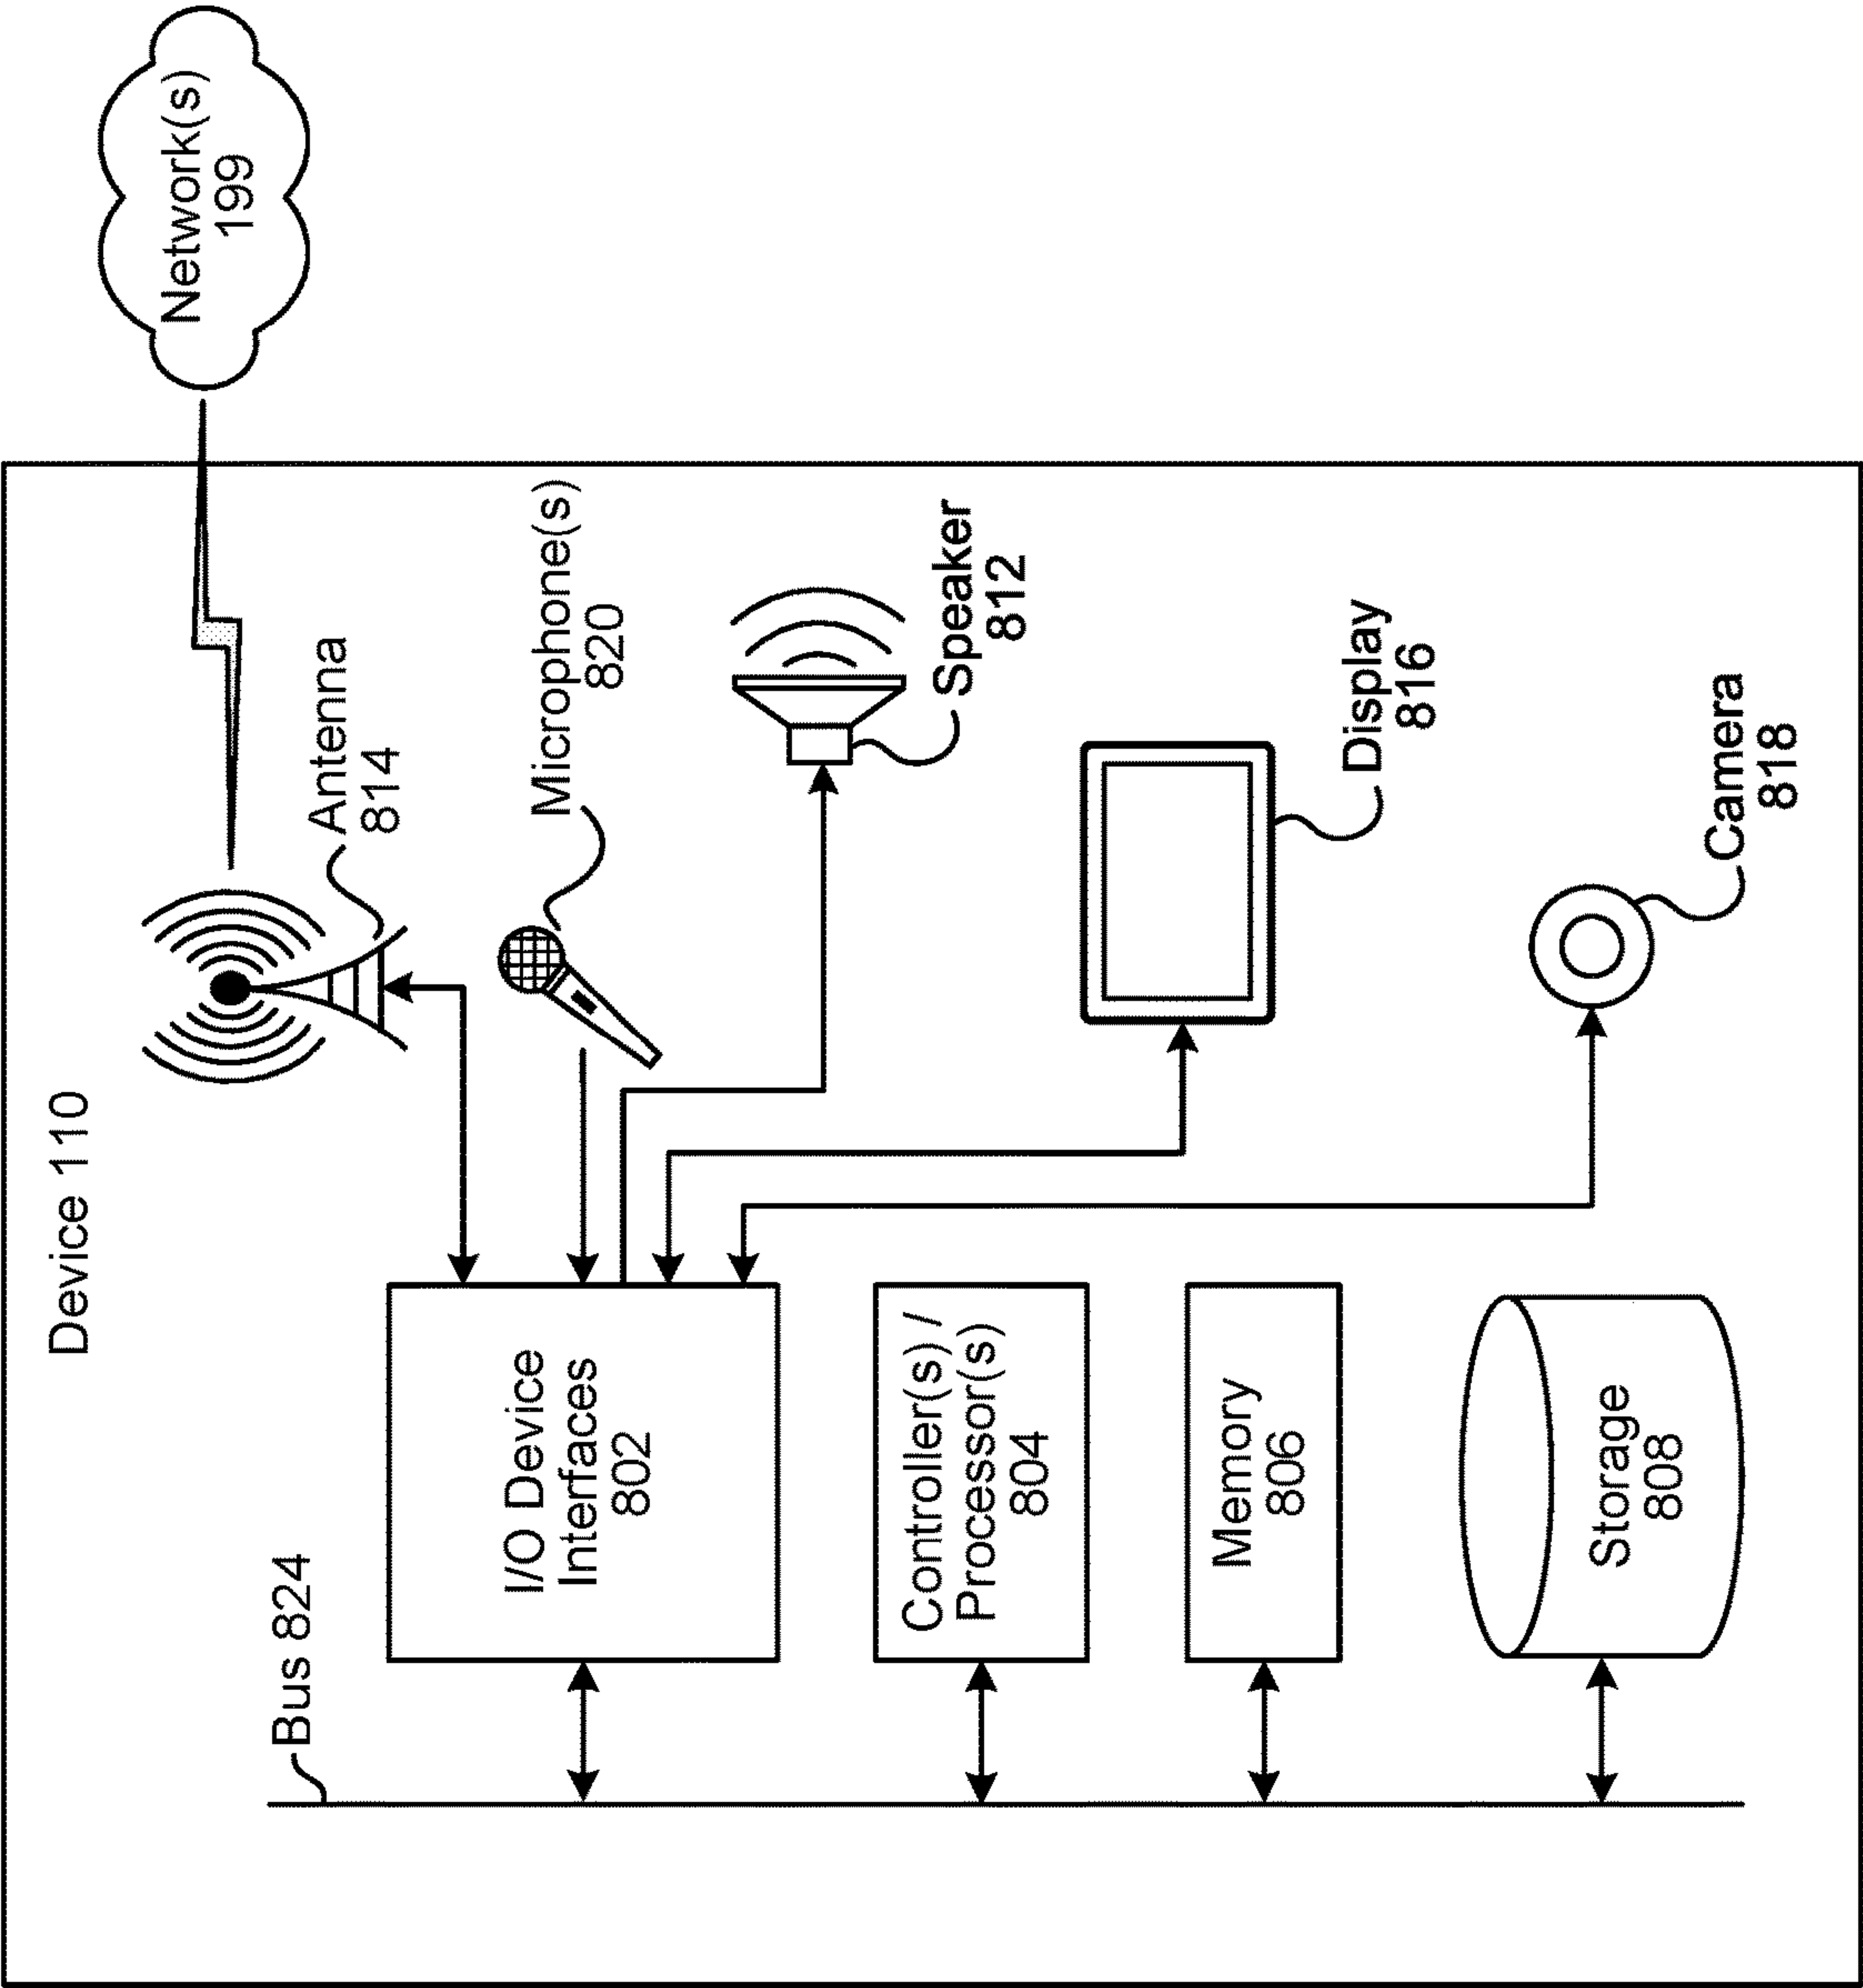 Device 110
Network(s)
199
Bus 824
Antenna
814
I/O Device
Interfaces
802
Microphone(s)
820
Speaker
812
Controller(s) /
Processor(s)
804
Display
816
Memory
806
Storage
808
Camera
818